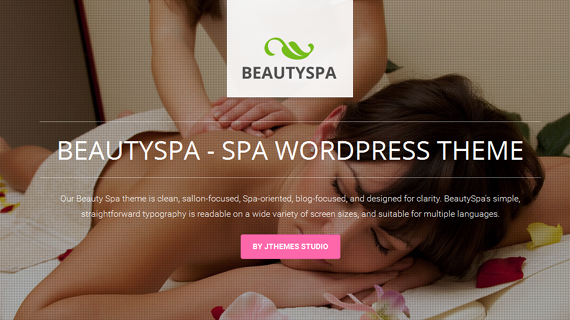 BEAUTYSPA
BEAUTYSPA - SPA WORDPRESS THEME
Our Beauty Spa theme is clean, sallon-focused, Spa-oriented, blog-focused, and designed for clarity. BeautySpa's simple,
straightforward typography is readable on a wide variety of screen sizes, and suitable for multiple languages.
BY JTHEMES STUDIO